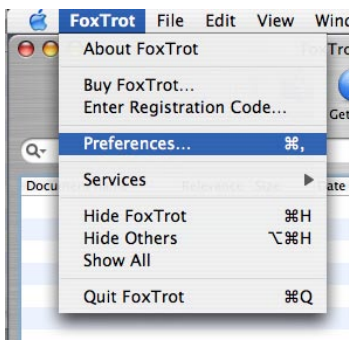 FoxTrot File Edit View
About FoxTrot
Buy FoxTrot...
Enter Registration Code...
Preferences... ⌘,
Services ▶
Hide FoxTrot ⌘H
Hide Others ⌥⌘H
Show All
Quit FoxTrot ⌘Q